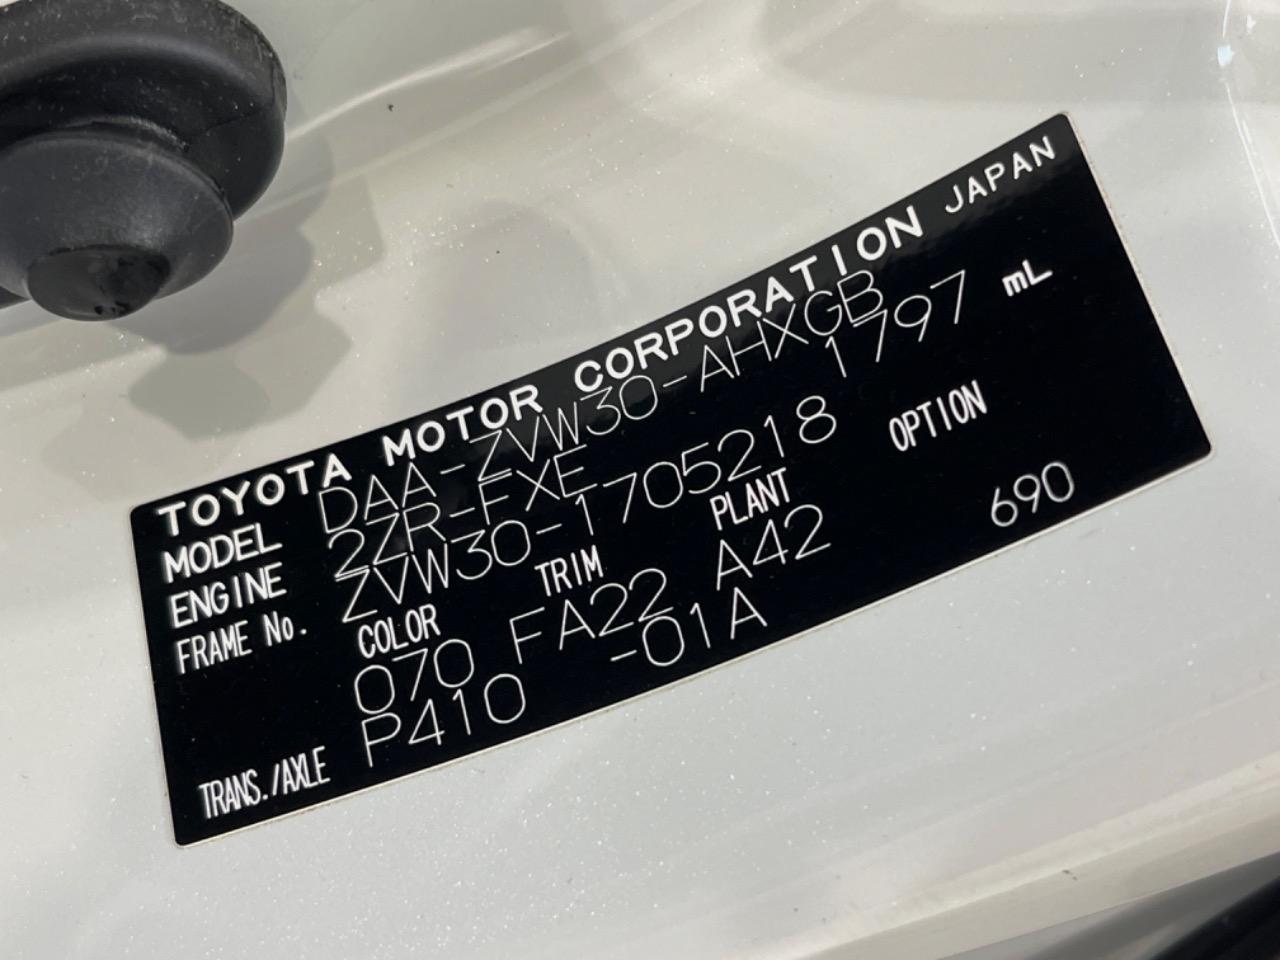 TOYOTA MOTOR CORPORATION JAPAN
MODEL DAA-ZVW30-AHXGB
ENGINE 2ZR-FXE 1797 mL
FRAME No. ZVW30-1705218
COLOR TRIM PLANT OPTION
070 FA22 A42 690
TRANS./AXLE P410 -01A